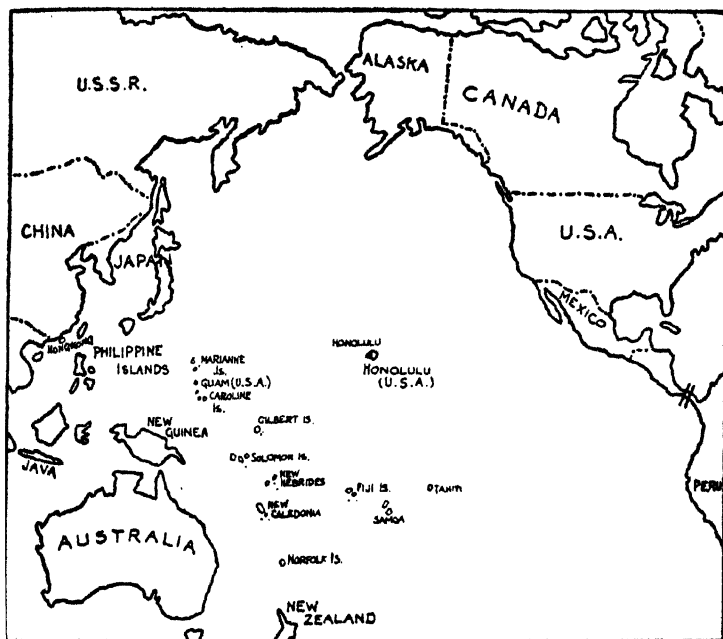 ALASKA
U.S.S.R.
CANADA
CHINA
U.S.A.
JAPAN
MEXICO
HONGKONG
PHILIPPINE
ISLANDS
MARIANNE
Is.
GUAM (U.S.A.)
CAROLINE
Is.
HONOLULU
HONOLULU
(U.S.A.)
NEW
GUINEA
GILBERT Is.
JAVA
SOLOMON Is.
NEW
HEBRIDES
FIJI Is.
TAHITI
PERU
NEW
CALEDONIA
SAMOA
AUSTRALIA
NORFOLK Is.
NEW
ZEALAND